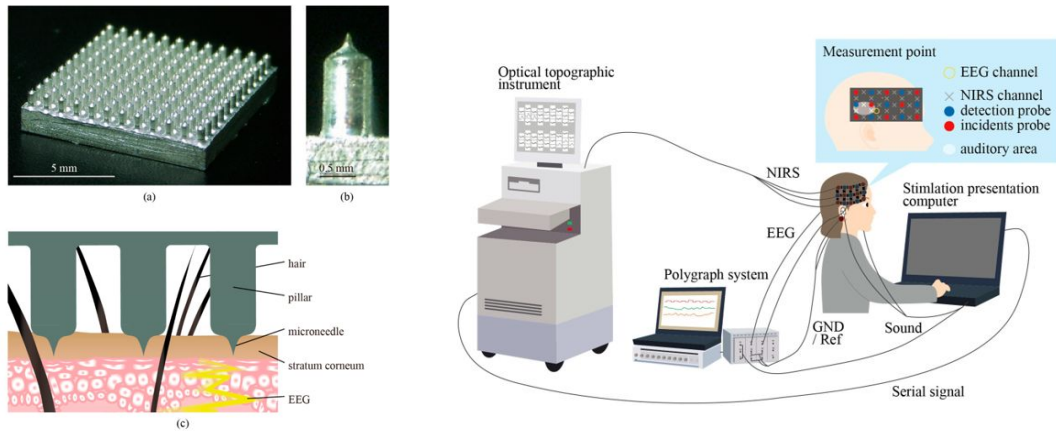 5 mm
0.5 mm
(a)
(b)
hair
pillar
microneedle
stratum corneum
EEG
(c)
Optical topographic
instrument
Measurement point
EEG channel
NIRS channel
detection probe
incidents probe
auditory area
NIRS
Stimlation presentation
computer
EEG
Polygraph system
GND
/ Ref
Sound
Serial signal